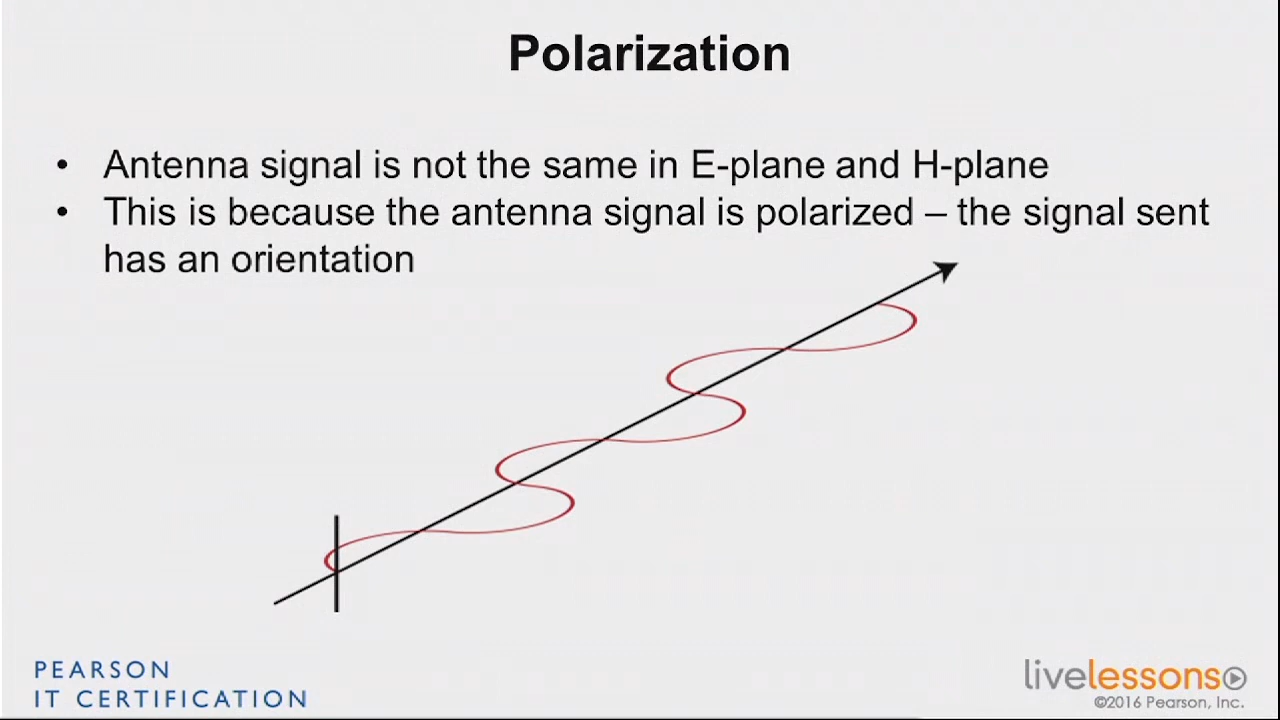 Polarization
• Antenna signal is not the same in E-plane and H-plane
• This is because the antenna signal is polarized – the signal sent
has an orientation
PEARSON
IT CERTIFICATION
livelessons
©2016 Pearson, Inc.